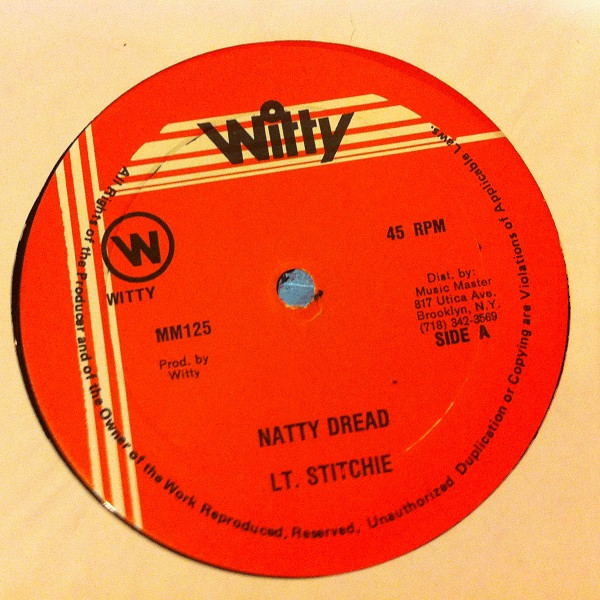 Witty
W
WITTY
45 RPM
MM125
Prod. by
Witty
Dist. by:
Music Master
817 Utica Ave.
Brooklyn, N.Y.
(718) 342-3569
SIDE A
NATTY DREAD
LT. STITCHIE
All Rights of the Producer and of the Owner of the Work Reproduced, Reserved, Unauthorized Duplication or Copying are Violations of Applicable Laws.